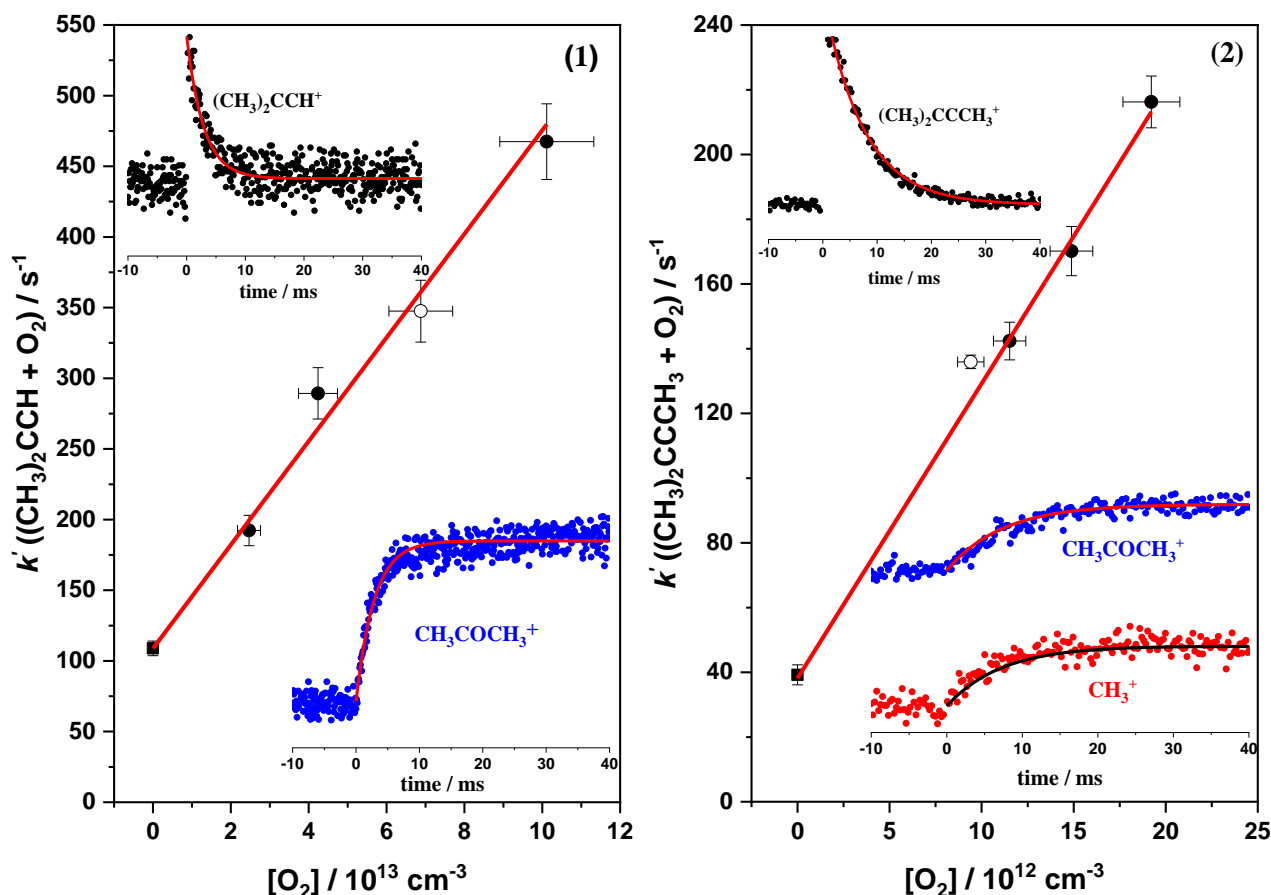 (1)
k′ ((CH₃)₂CCH + O₂) / s⁻¹
550
500
450
400
350
300
250
200
150
100
50
0
(CH₃)₂CCH⁺
-10 0 10 20 30 40
time / ms
CH₃COCH₃⁺
-10 0 10 20 30 40
time / ms
0 2 4 6 8 10 12
[O₂] / 10¹³ cm⁻³
(2)
k′ ((CH₃)₂CCCH₃ + O₂) / s⁻¹
240
200
160
120
80
40
0
(CH₃)₂CCCH₃⁺
-10 0 10 20 30 40
time / ms
CH₃COCH₃⁺
CH₃⁺
-10 0 10 20 30 40
time / ms
0 5 10 15 20 25
[O₂] / 10¹² cm⁻³